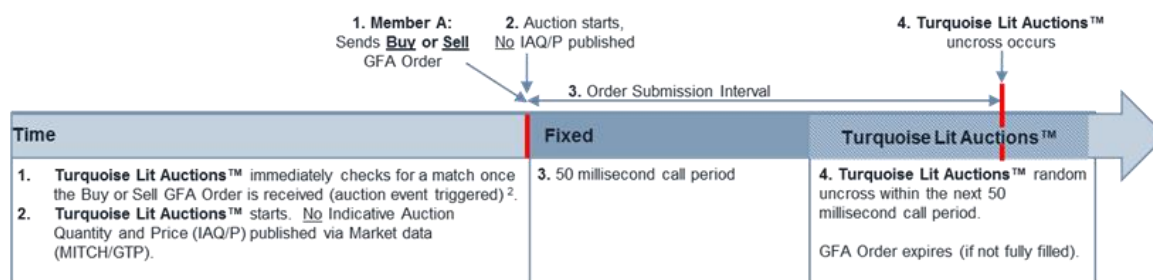 1. Member A:
Sends Buy or Sell
GFA Order
2. Auction starts,
No IAQ/P published
4. Turquoise Lit Auctions™
uncross occurs
3. Order Submission Interval
Time
Fixed
Turquoise Lit Auctions™
1. Turquoise Lit Auctions™ immediately checks for a match once
the Buy or Sell GFA Order is received (auction event triggered) ².
2. Turquoise Lit Auctions™ starts. No Indicative Auction
Quantity and Price (IAQ/P) published via Market data
(MITCH/GTP).
3. 50 millisecond call period
4. Turquoise Lit Auctions™ random
uncross within the next 50
millisecond call period.
GFA Order expires (if not fully filled).